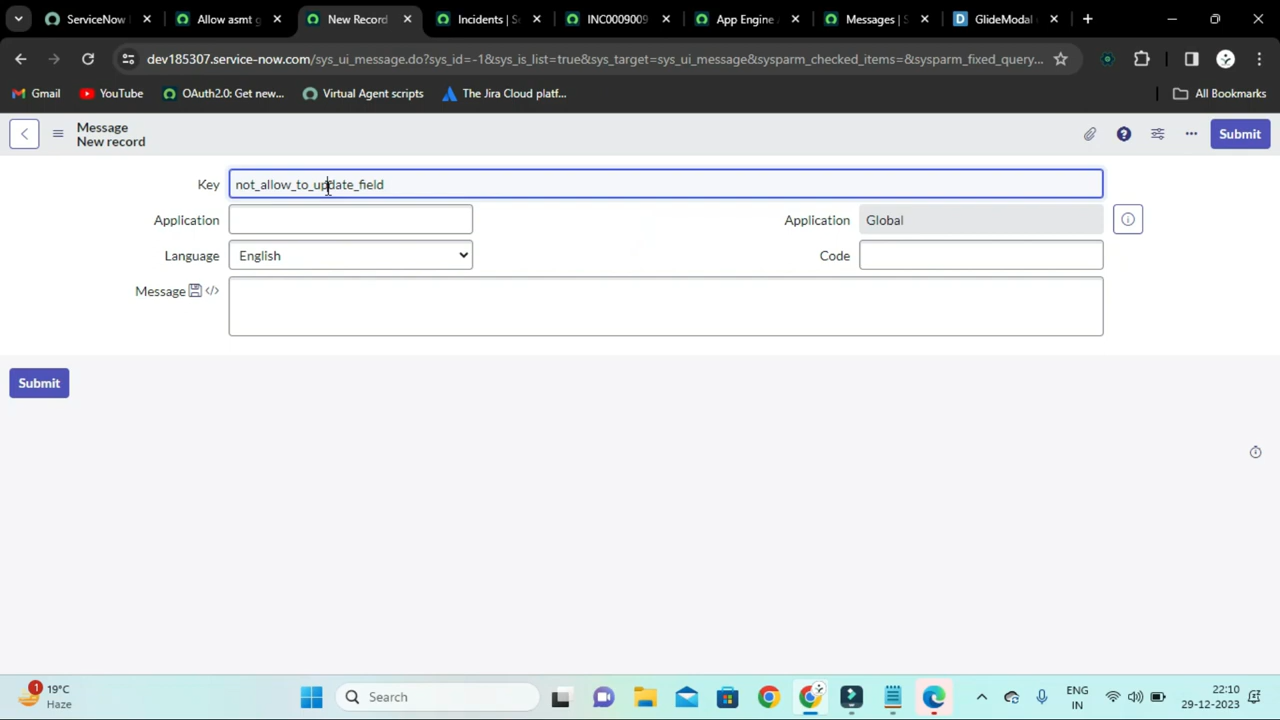 ServiceNow
Allow asmt g
New Record
Incidents | S
INC0009009
App Engine
Messages | S
GlideModal
dev185307.service-now.com/sys_ui_message.do?sys_id=-1&sys_is_list=true&sys_target=sys_ui_message&sysparm_checked_items=&sysparm_fixed_query...
Gmail
YouTube
OAuth2.0: Get new...
Virtual Agent scripts
The Jira Cloud platf...
All Bookmarks
Message
New record
Submit
Key
not_allow_to_update_field
Application
Application
Global
Language
English
Code
Message
Submit
1
19°C
Haze
Search
ENG
IN
22:10
29-12-2023